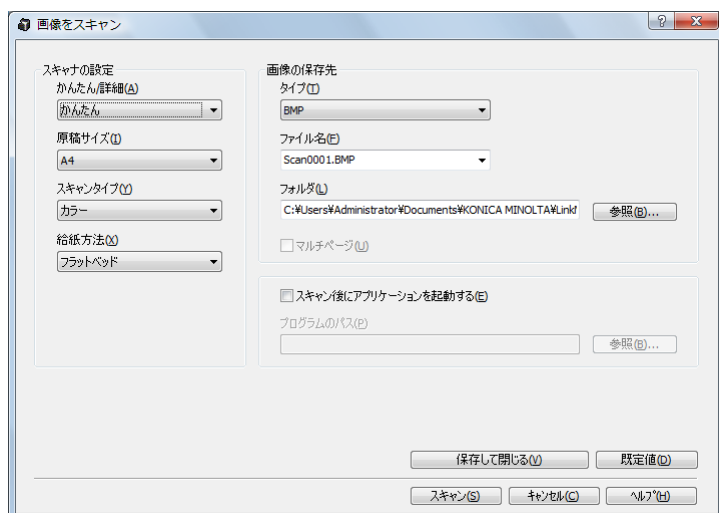 画像をスキャン
スキャナの設定
かんたん/詳細(A)
かんたん
原稿サイズ(I)
A4
スキャンタイプ(Y)
カラー
給紙方法(X)
フラットベッド
画像の保存先
タイプ(T)
BMP
ファイル名(F)
Scan0001.BMP
フォルダ(L)
C:¥Users¥Administrator¥Documents¥KONICA MINOLTA¥Link
参照(B)...
マルチページ(U)
スキャン後にアプリケーションを起動する(E)
プログラムのパス(P)
参照(B)...
保存して閉じる(V)
既定値(D)
スキャン(S)
キャンセル(C)
ヘルプ(H)